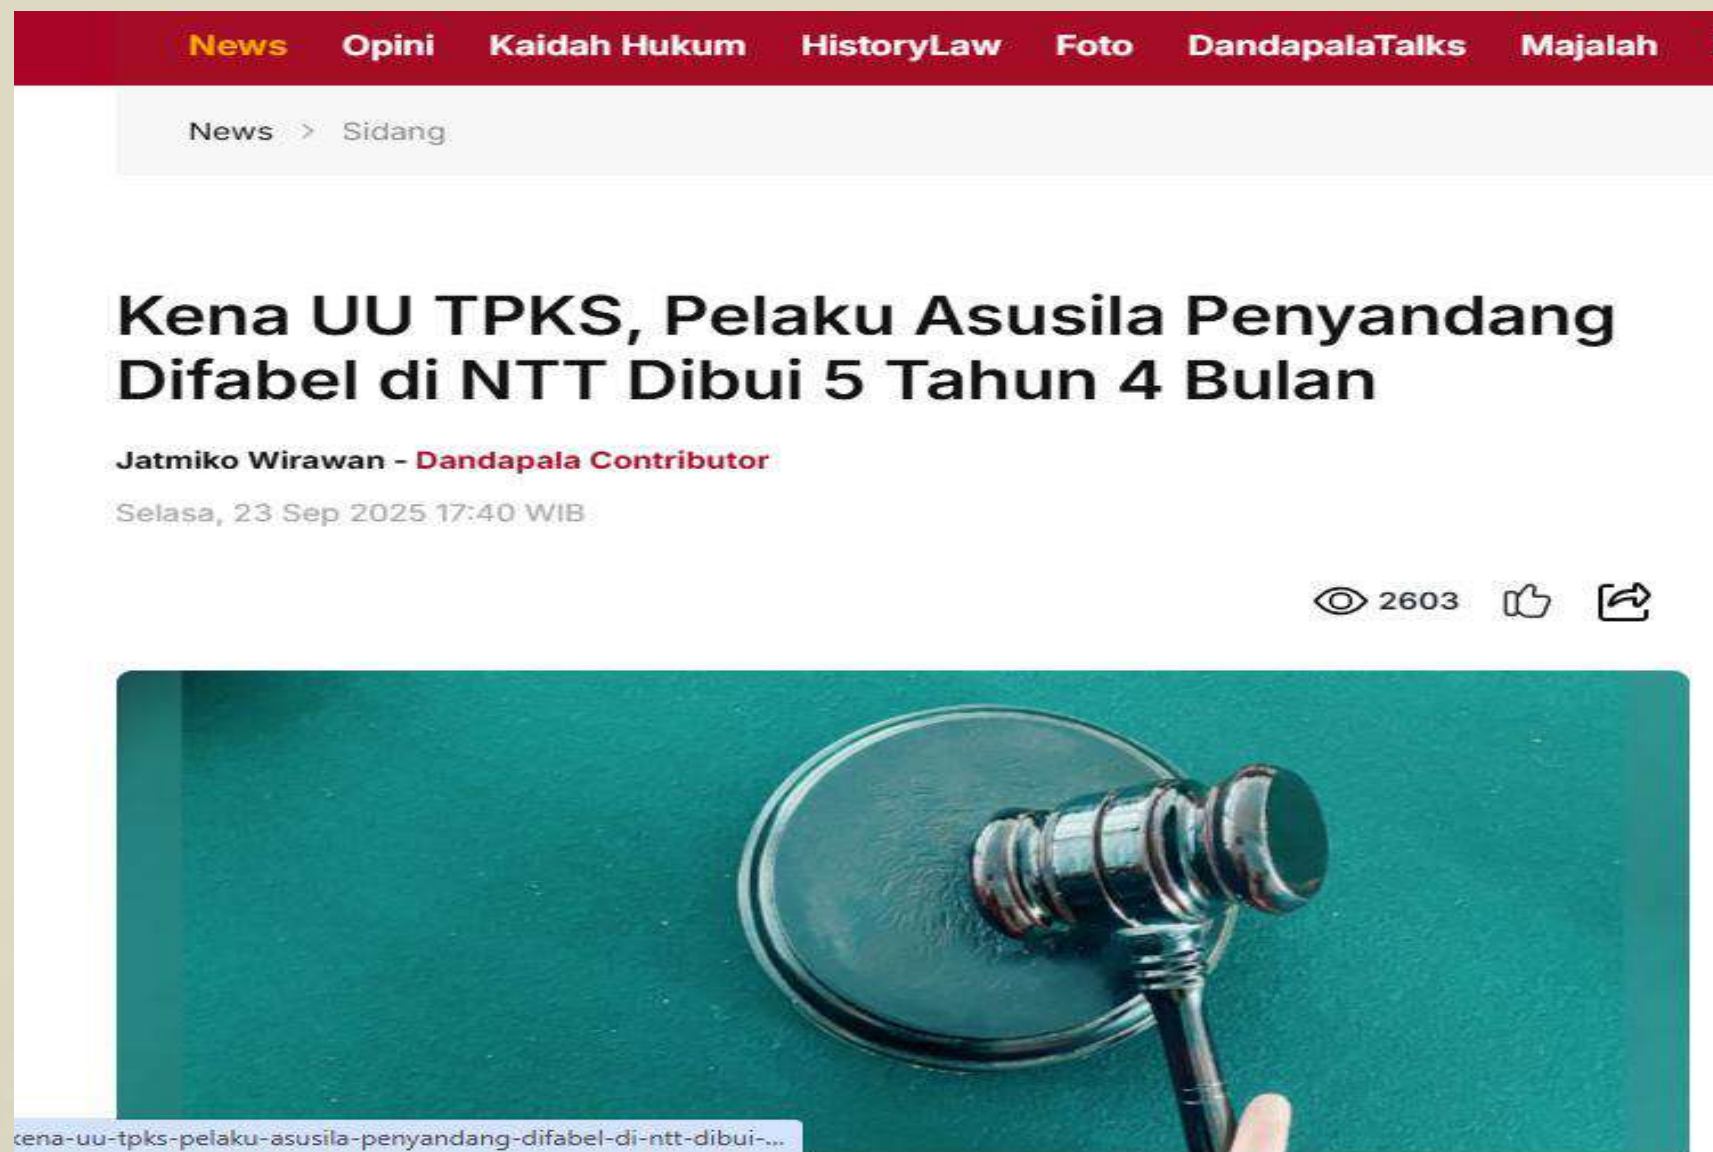 News Opini Kaidah Hukum HistoryLaw Foto DandapalaTalks Majalah
News > Sidang
Kena UU TPKS, Pelaku Asusila Penyandang
Difabel di NTT Dibui 5 Tahun 4 Bulan
Jatmiko Wirawan - Dandapala Contributor
Selasa, 23 Sep 2025 17:40 WIB
2603
kena-uu-tpks-pelaku-asusila-penyandang-difabel-di-ntt-dibui-...